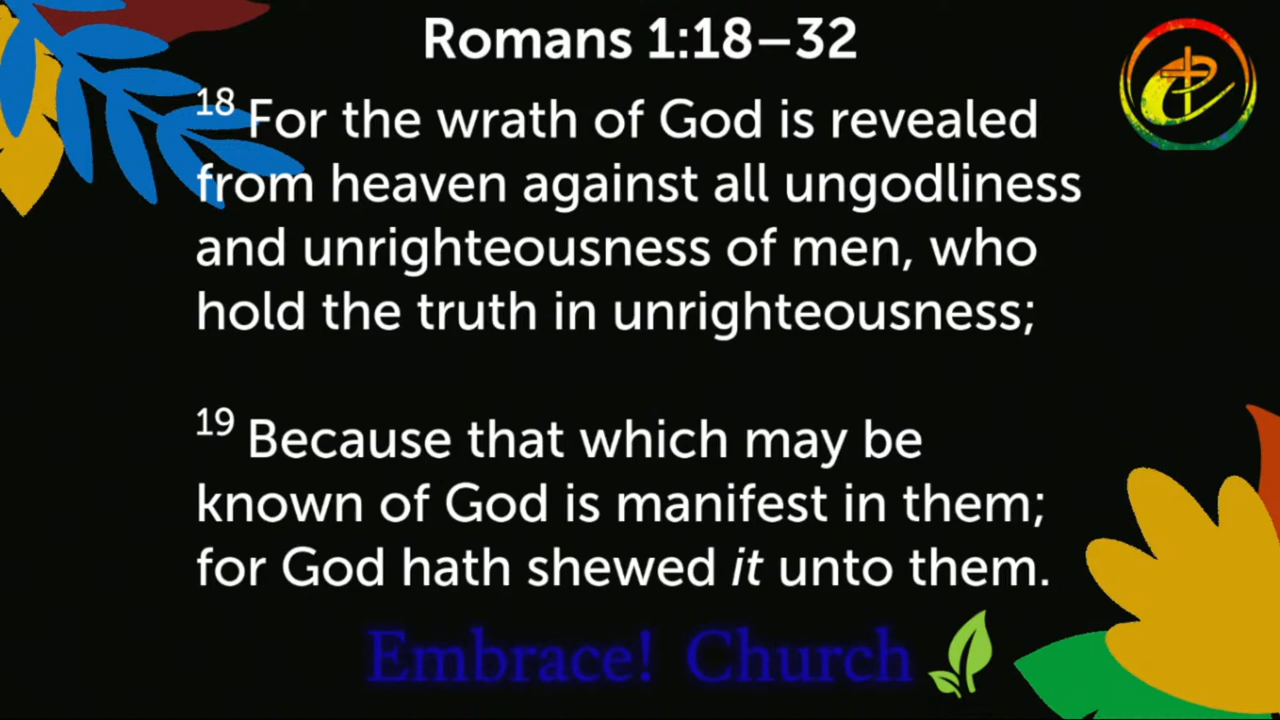 Romans 1:18–32
18 For the wrath of God is revealed
from heaven against all ungodliness
and unrighteousness of men, who
hold the truth in unrighteousness;
19 Because that which may be
known of God is manifest in them;
for God hath shewed it unto them.
Embrace! Church